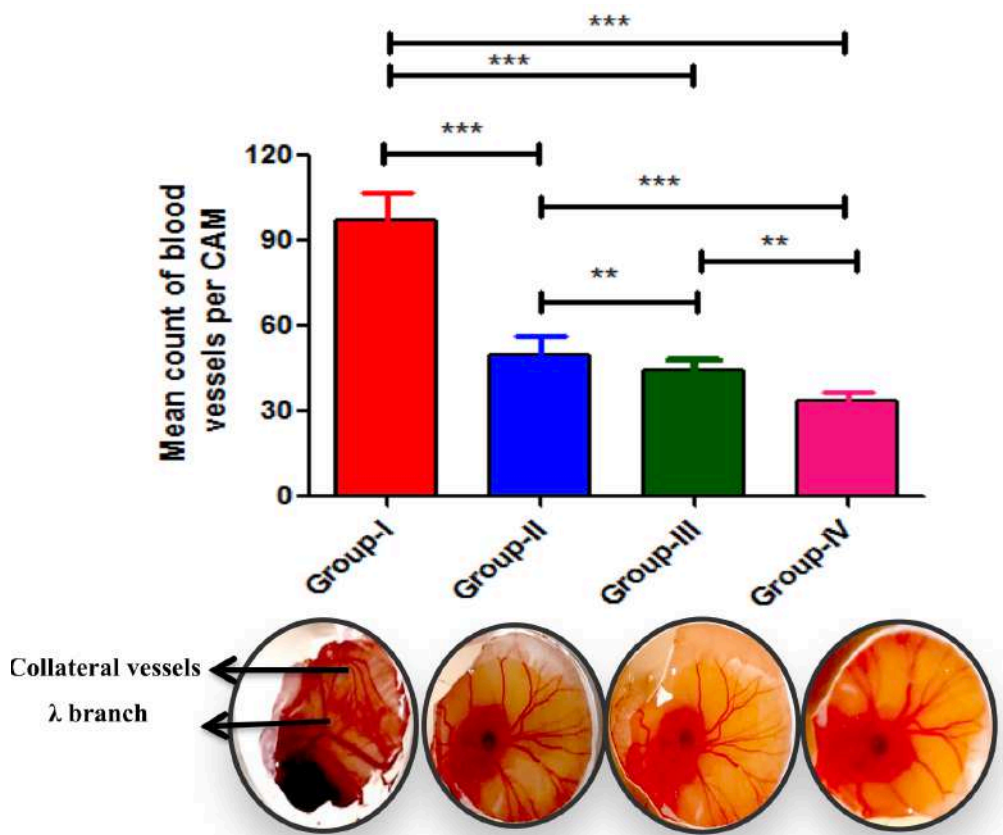 ***
***
***
***
**
**
Mean count of blood
vessels per CAM
120
90
60
30
0
Group-I
Group-II
Group-III
Group-IV
Collateral vessels
λ branch